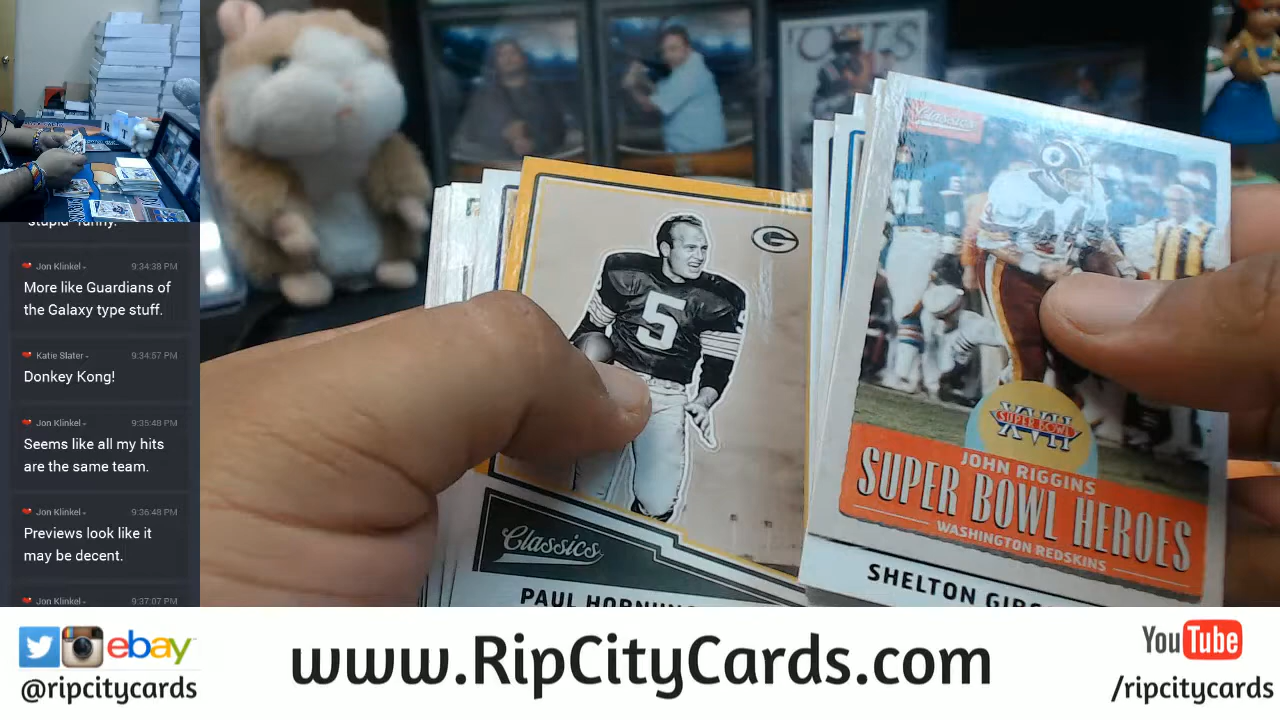 "stupid" funny.
Jon Klinkel 9:34:38 PM
More like Guardians of
the Galaxy type stuff.
Katie Slater 9:34:57 PM
Donkey Kong!
Jon Klinkel 9:35:48 PM
Seems like all my hits
are the same team.
Jon Klinkel 9:36:48 PM
Previews look like it
may be decent.
Jon Klinkel 9:37:07 PM
G
5
Classics
PAUL HORNUNG
Classics
44
XVII
SUPER BOWL
JOHN RIGGINS
SUPER BOWL HEROES
WASHINGTON REDSKINS
SHELTON
ebay
@ripcitycards
www.RipCityCards.com
YouTube
/ripcitycards